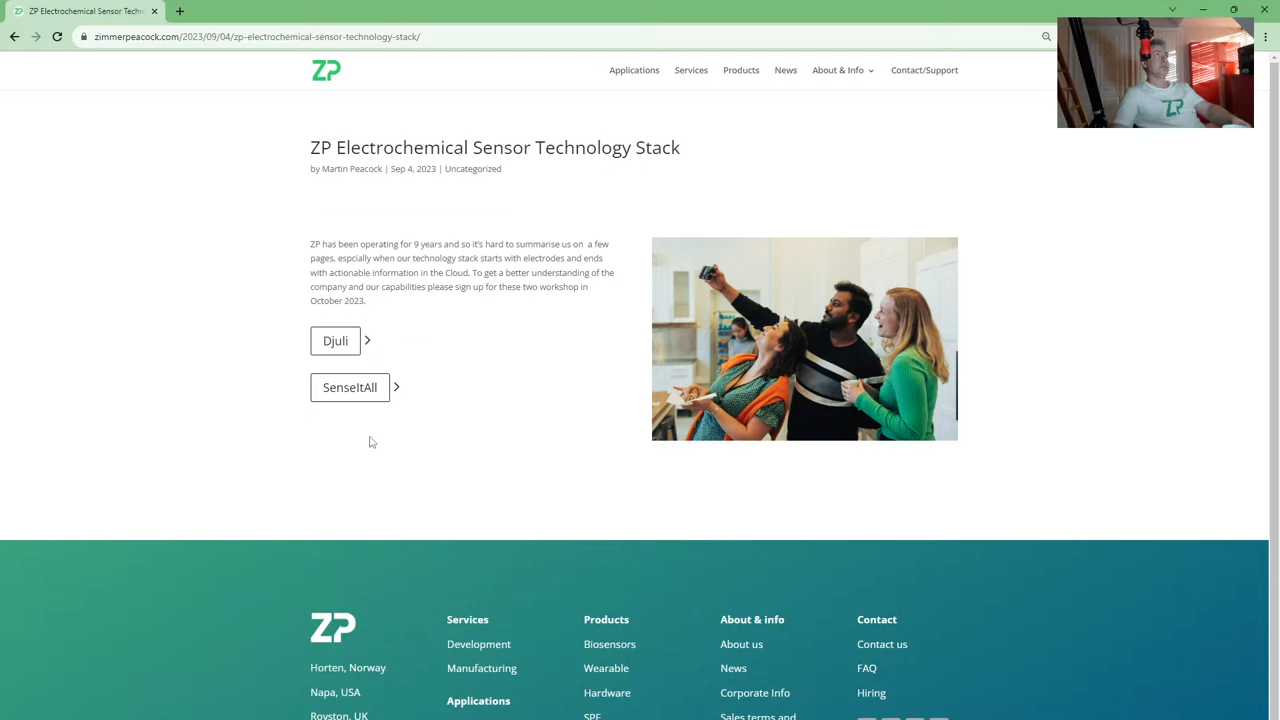 ZP Electrochemical Sensor Techn
zimmerpeacock.com/2023/09/04/zp-electrochemical-sensor-technology-stack/
ZP
Applications
Services
Products
News
About & Info
Contact/Support
ZP
ZP Electrochemical Sensor Technology Stack
by Martin Peacock | Sep 4, 2023 | Uncategorized
ZP has been operating for 9 years and so it's hard to summarise us on a few
pages, espcially when our technology stack starts with electrodes and ends
with actionable information in the Cloud. To get a better understanding of the
company and our capabilities please sign up for these two workshop in
October 2023.
Djuli
SenseItAll
ZP
Horten, Norway
Napa, USA
Royston, UK
Services
Development
Manufacturing
Applications
Products
Biosensors
Wearable
Hardware
SPE
About & info
About us
News
Corporate Info
Sales terms and
Contact
Contact us
FAQ
Hiring